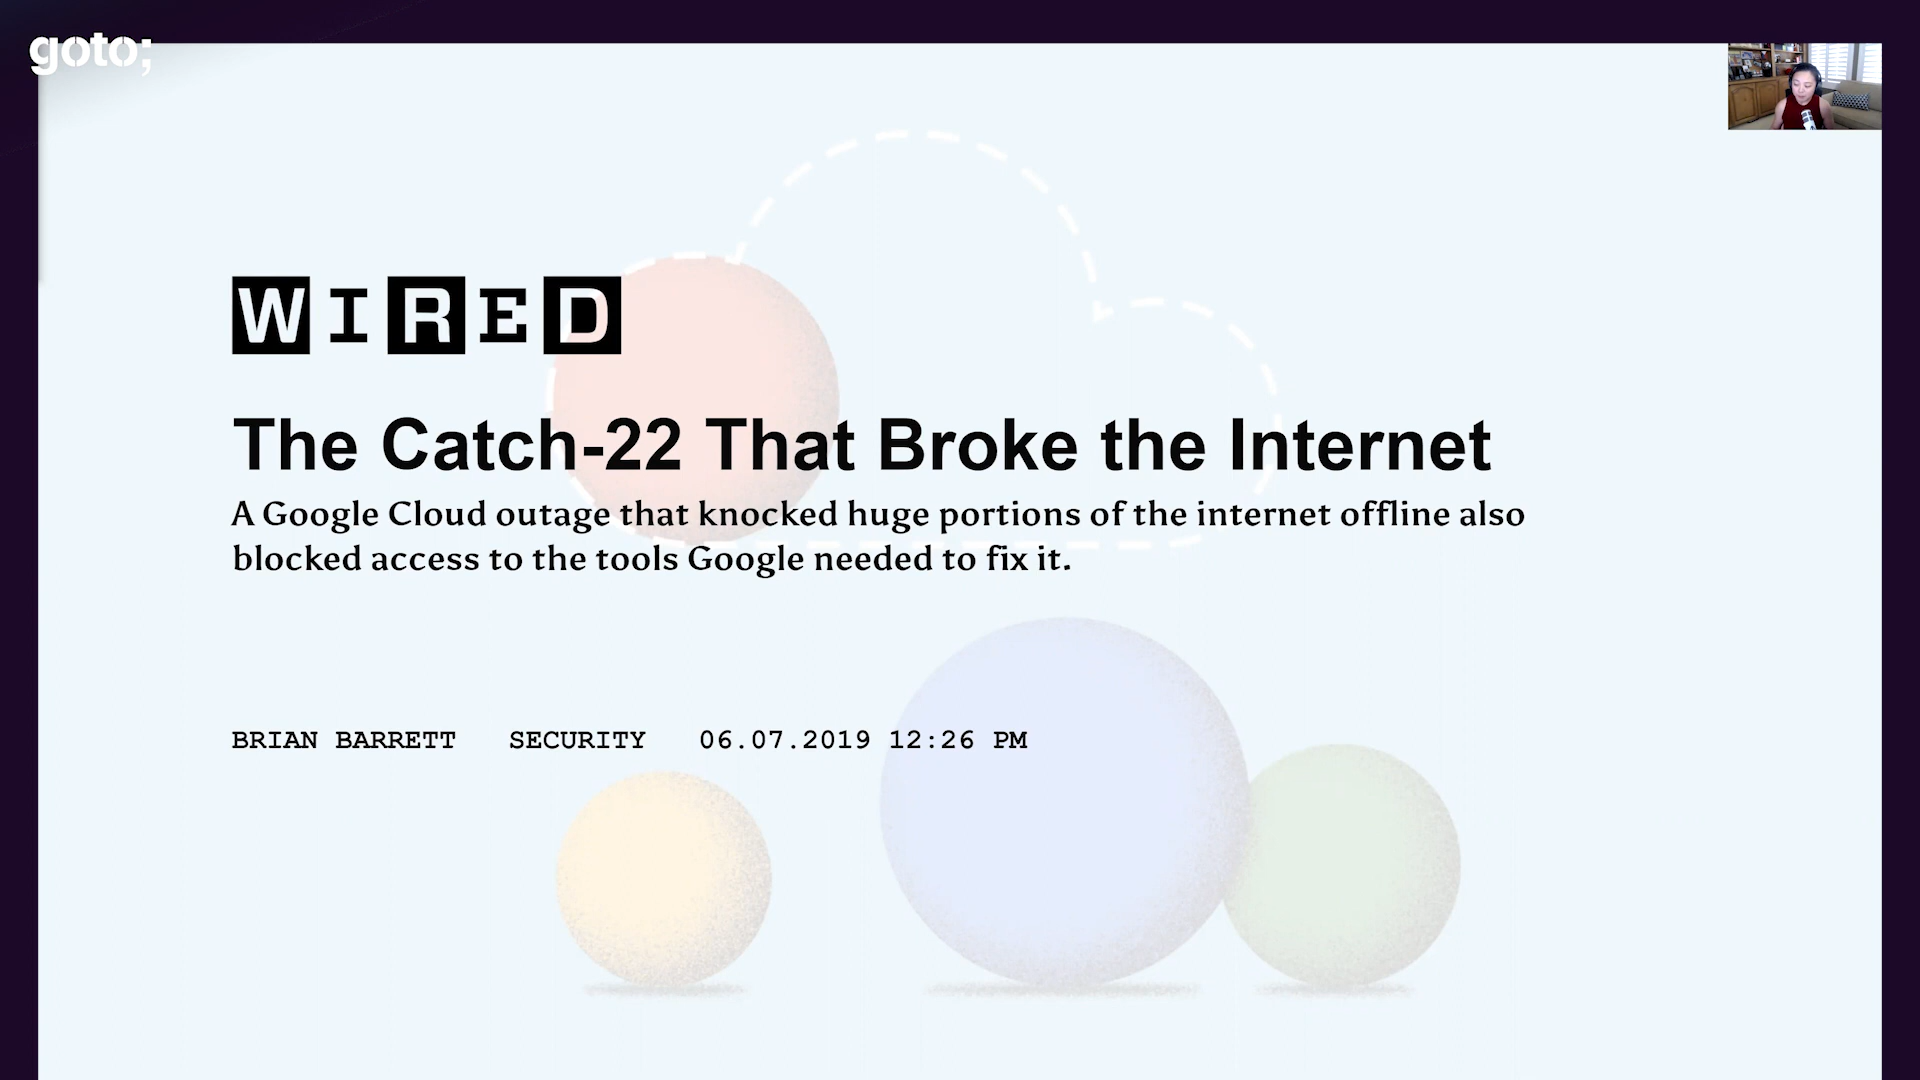 goto;
WIRED
The Catch-22 That Broke the Internet
A Google Cloud outage that knocked huge portions of the internet offline also
blocked access to the tools Google needed to fix it.
BRIAN BARRETT SECURITY 06.07.2019 12:26 PM